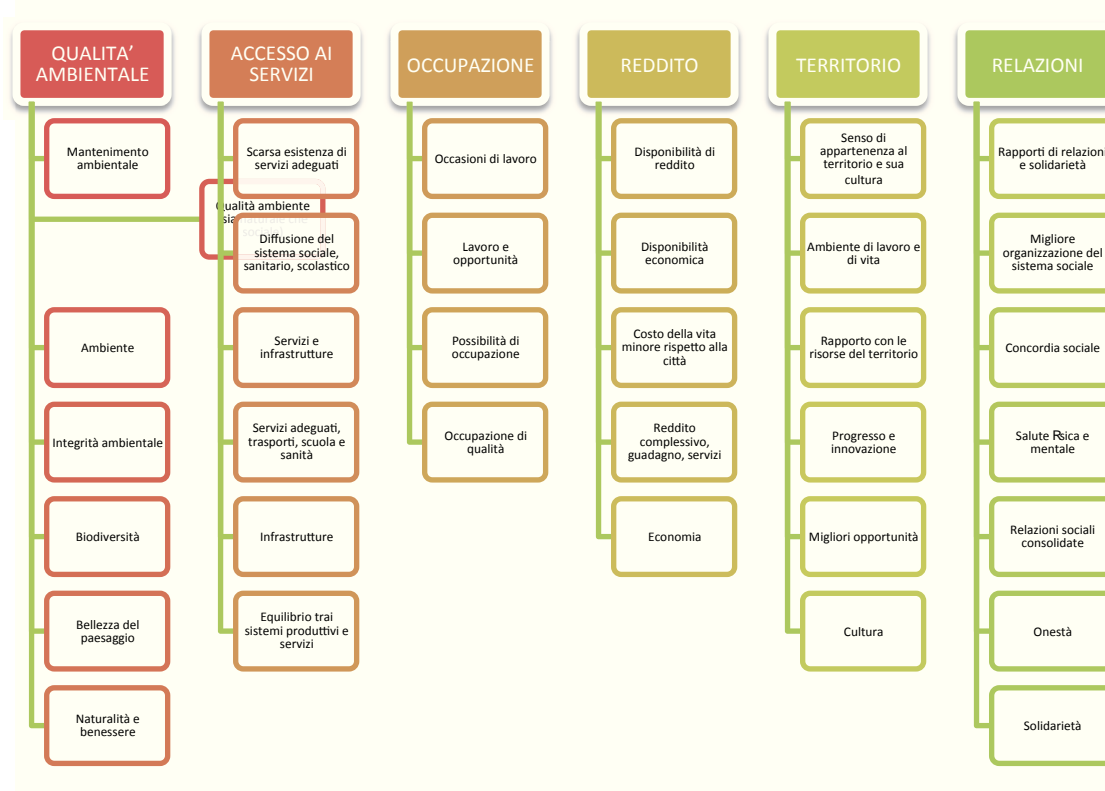 QUALITA’
AMBIENTALE
Mantenimento
ambientale
Qualità ambiente
Ambiente
Integrità ambientale
Biodiversità
Bellezza del
paesaggio
Naturalità e
benessere
ACCESSO AI
SERVIZI
Scarsa esistenza di
servizi adeguati
Diffusione del
sistema sociale,
sanitario, scolastico
Servizi e
infrastrutture
Servizi adeguati,
trasporti, scuola e
sanità
Infrastrutture
Equilibrio trai
sistemi produttivi e
servizi
OCCUPAZIONE
Occasioni di lavoro
Lavoro e
opportunità
Possibilità di
occupazione
Occupazione di
qualità
REDDITO
Disponibilità di
reddito
Disponibilità
economica
Costo della vita
minore rispetto alla
città
Reddito
complessivo,
guadagno, servizi
Economia
TERRITORIO
Senso di
appartenenza al
territorio e sua
cultura
Ambiente di lavoro e
di vita
Rapporto con le
risorse del territorio
Progresso e
innovazione
Migliori opportunità
Cultura
RELAZIONI
Rapporti di relazioni
e solidarietà
Migliore
organizzazione del
sistema sociale
Concordia sociale
Salute Rsica e
mentale
Relazioni sociali
consolidate
Onestà
Solidarietà